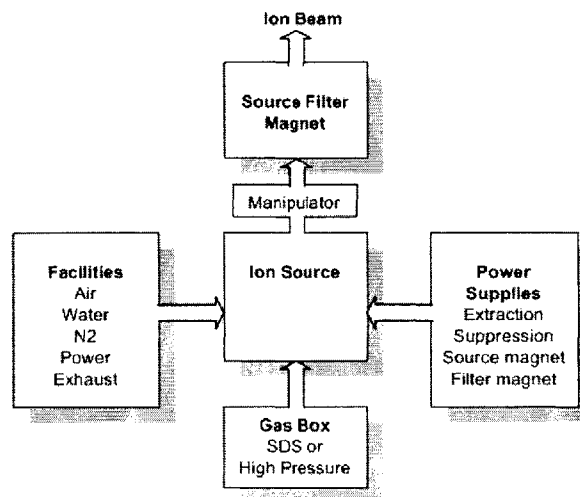 Ion Beam
Source Filter
Magnet
Manipulator
Ion Source
Facilities
Air
Water
N2
Power
Exhaust
Power
Supplies
Extraction
Suppression
Source magnet
Filter magnet
Gas Box
SDS or
High Pressure